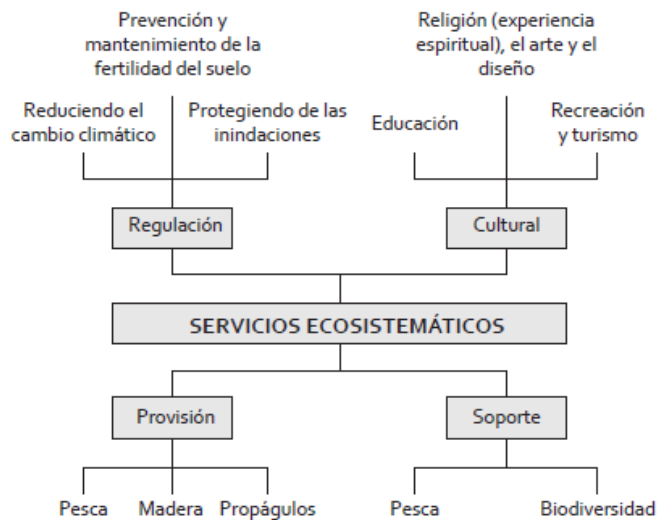 Prevención y
mantenimiento de la
fertilidad del suelo
Religión (experiencia
espiritual), el arte y el
diseño
Reduciendo el
cambio climático
Protegiendo de las
inindaciones
Educación
Recreación
y turismo
Regulación
Cultural
SERVICIOS ECOSISTEMÁTICOS
Provisión
Soporte
Pesca
Madera
Propágulos
Pesca
Biodiversidad